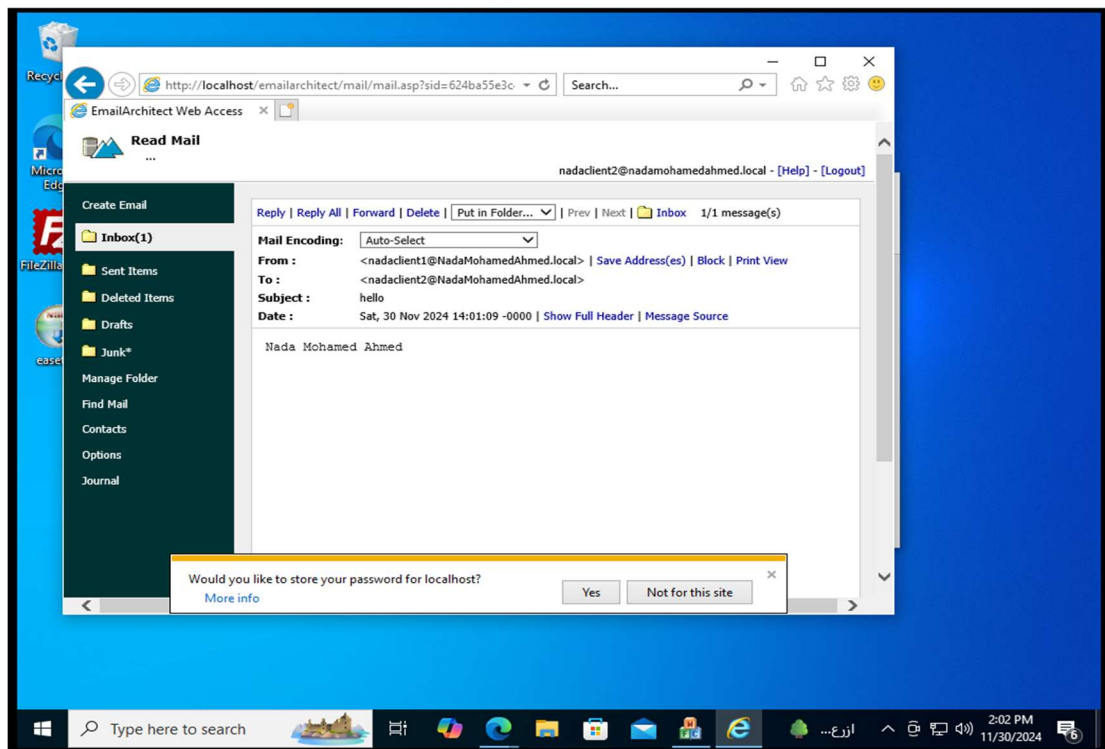 Recycl
http://localhost/emailarchitect/mail/mail.asp?sid=624ba55e3c
Search...
EmailArchitect Web Access
Read Mail
...
nadaclient2@nadamohamedahmed.local - [Help] - [Logout]
Micro
Edg
FileZilla
Create Email
Inbox(1)
Sent Items
Deleted Items
Drafts
Junk*
Manage Folder
Find Mail
Contacts
Options
Journal
Reply | Reply All | Forward | Delete | Put in Folder... | Prev | Next | Inbox 1/1 message(s)
Mail Encoding: Auto-Select
From : <nadaclient1@NadaMohamedAhmed.local> | Save Address(es) | Block | Print View
To : <nadaclient2@NadaMohamedAhmed.local>
Subject : hello
Date : Sat, 30 Nov 2024 14:01:09 -0000 | Show Full Header | Message Source
Nada Mohamed Ahmed
Would you like to store your password for localhost?
More info
Yes
Not for this site
Type here to search
ازرع...
2:02 PM
11/30/2024
6